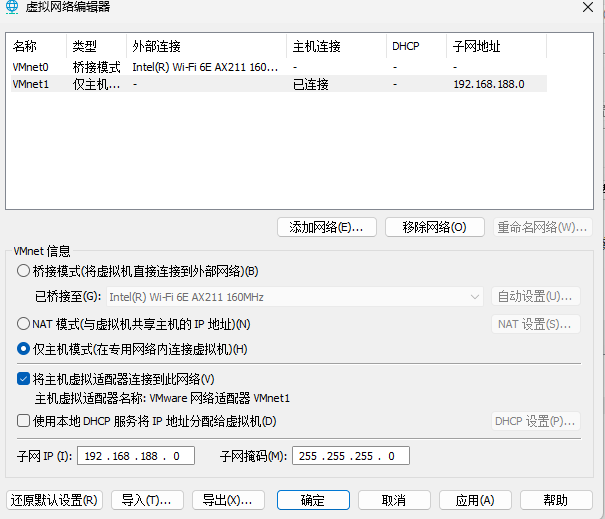 虚拟网络编辑器
名称 类型 外部连接 主机连接 DHCP 子网地址
VMnet0 桥接模式 Intel(R) Wi-Fi 6E AX211 160... - - -
VMnet1 仅主机... - 已连接 - 192.168.188.0
添加网络(E)... 移除网络(O) 重命名网络(W)...
VMnet 信息
桥接模式(将虚拟机直接连接到外部网络)(B)
已桥接至(G): Intel(R) Wi-Fi 6E AX211 160MHz 自动设置(U)...
NAT 模式(与虚拟机共享主机的 IP 地址)(N) NAT 设置(S)...
仅主机模式(在专用网络内连接虚拟机)(H)
将主机虚拟适配器连接到此网络(V)
主机虚拟适配器名称: VMware 网络适配器 VMnet1
使用本地 DHCP 服务将 IP 地址分配给虚拟机(D) DHCP 设置(P)...
子网 IP (I): 192 .168 .188 . 0 子网掩码(M): 255 .255 .255 . 0
还原默认设置(R) 导入(T)... 导出(X)... 确定 取消 应用(A) 帮助